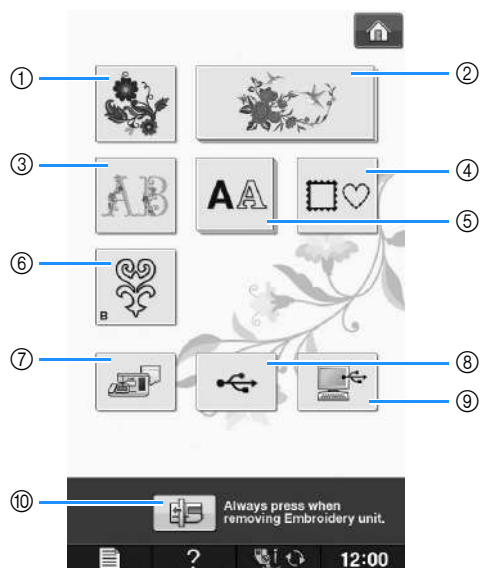 ①
②
③
AB
AA
④
⑤
⑥
B
⑦
⑧
⑨
⑩
Always press when
removing Embroidery unit.
?
12:00